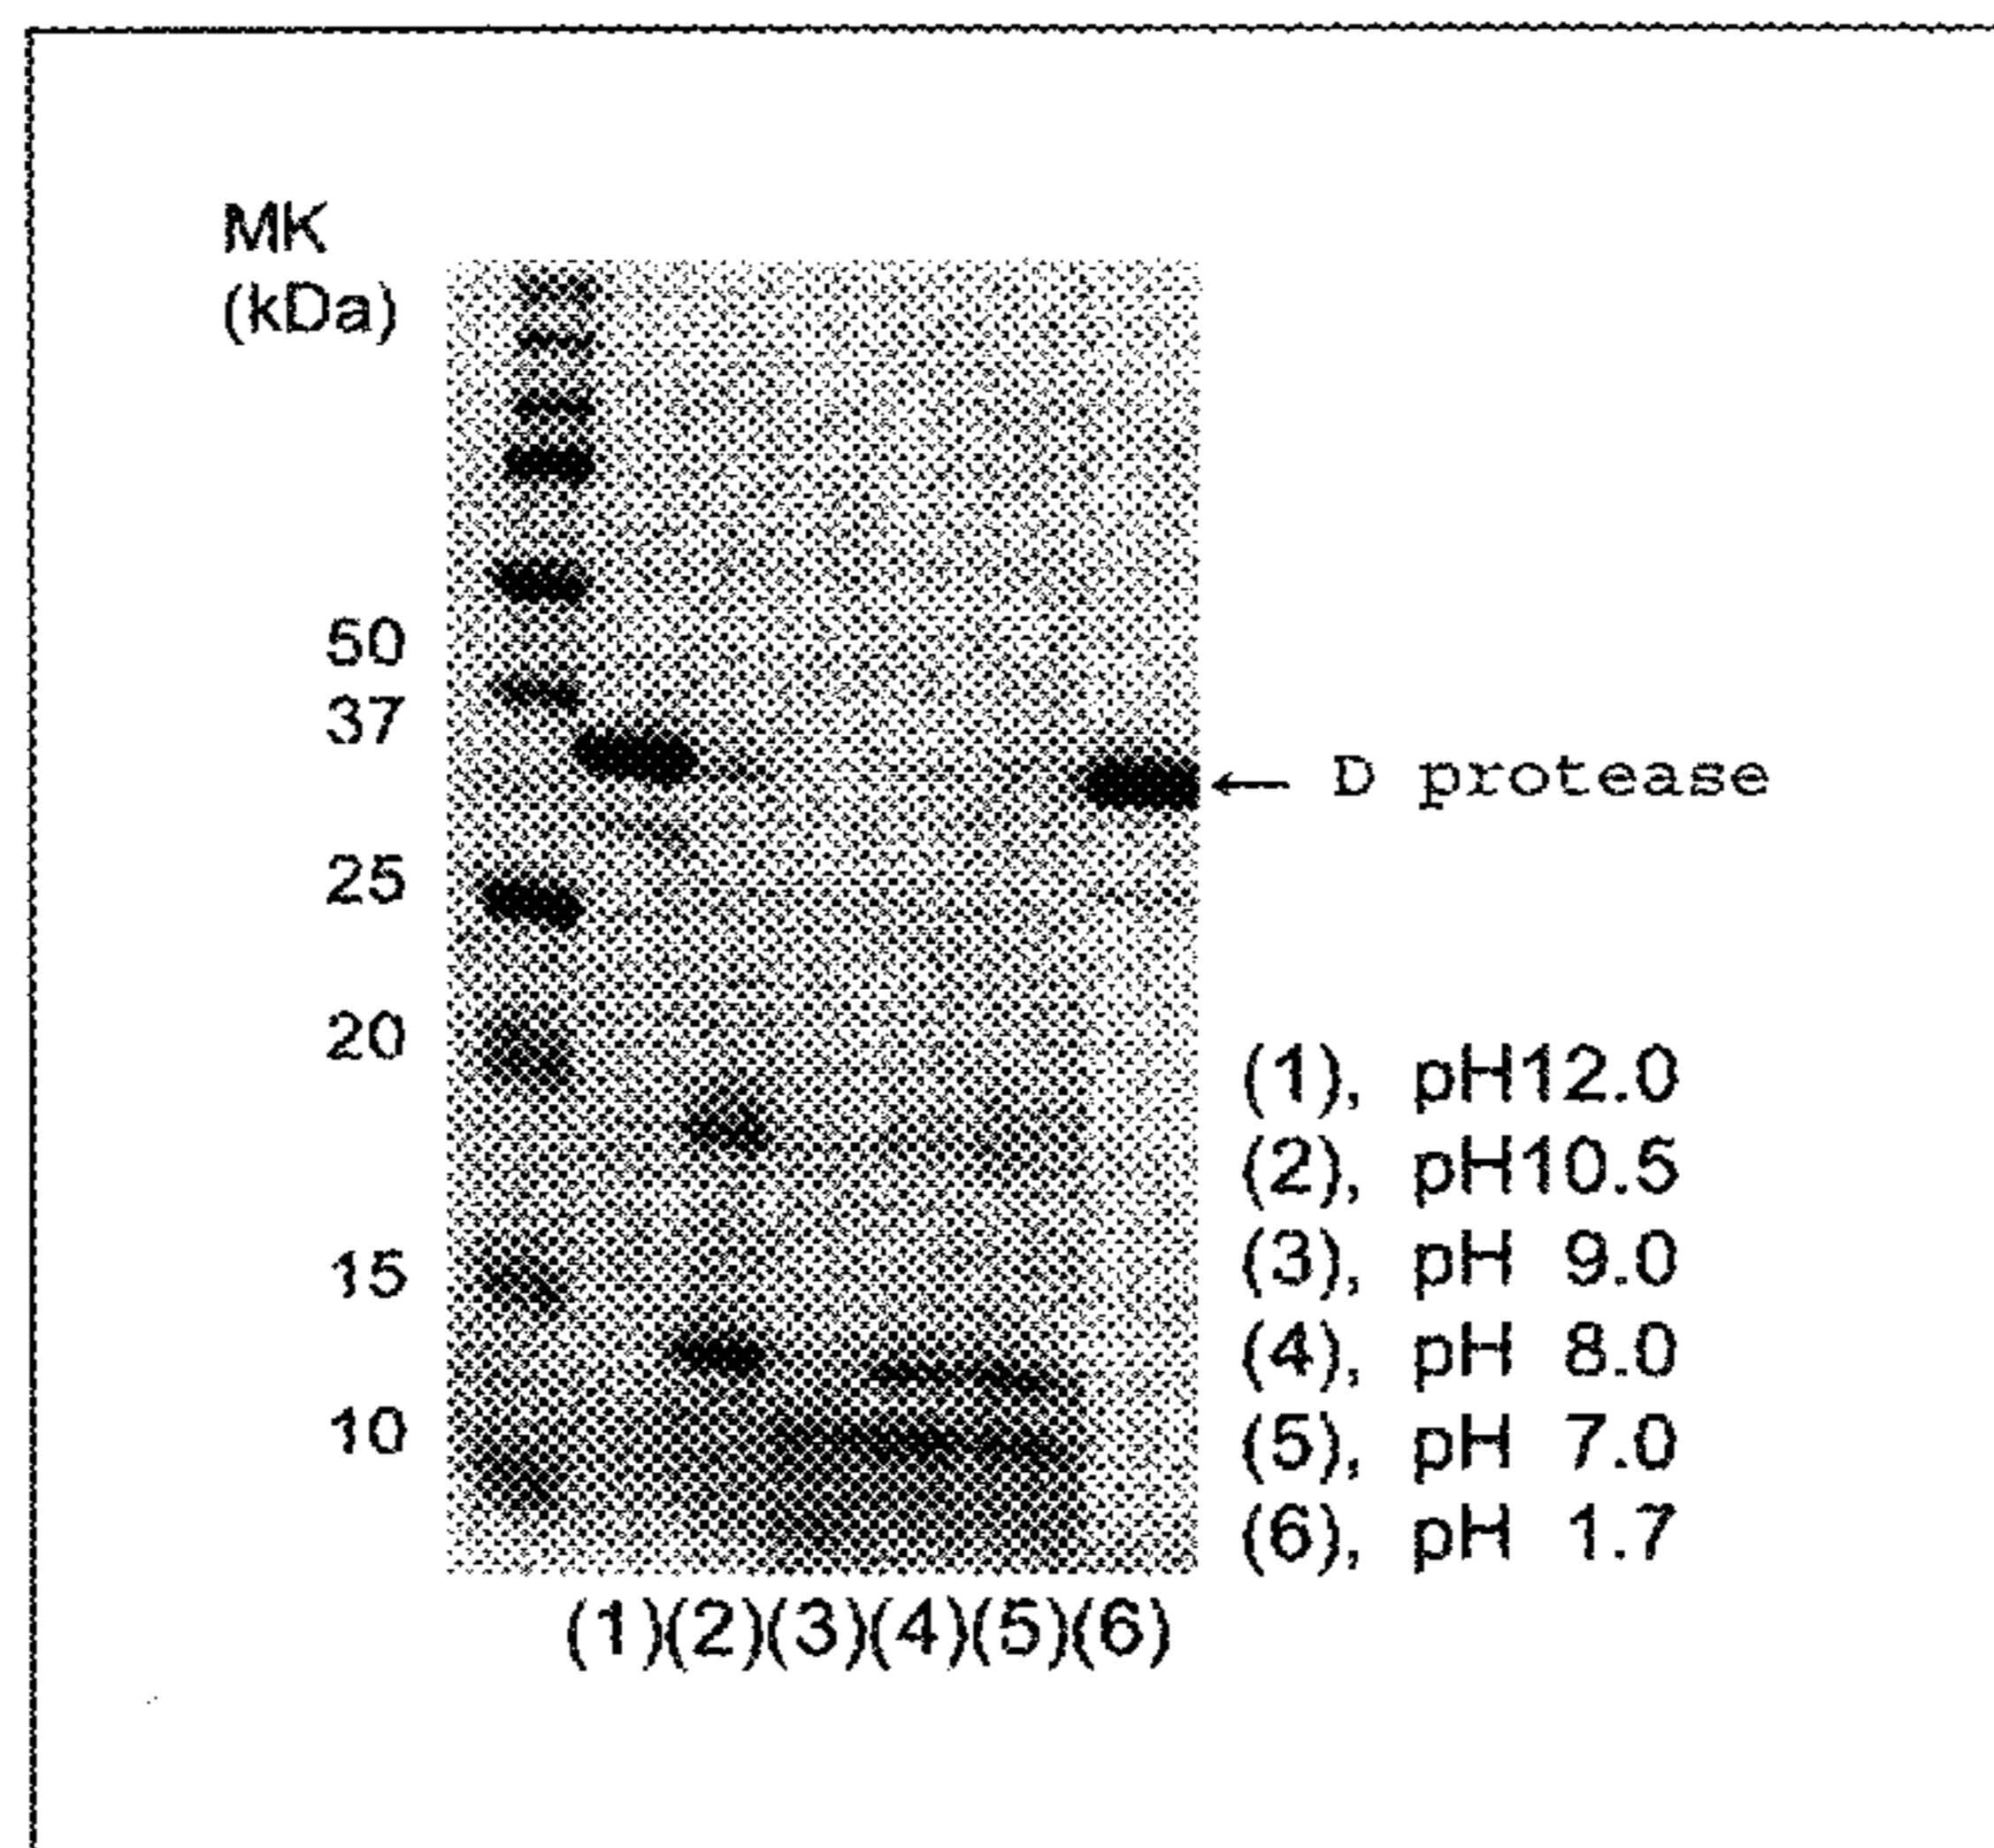 MK
(kDa)
50
37
← D protease
25
20
15
10
(1), pH12.0
(2), pH10.5
(3), pH 9.0
(4), pH 8.0
(5), pH 7.0
(6), pH 1.7
(1)(2)(3)(4)(5)(6)